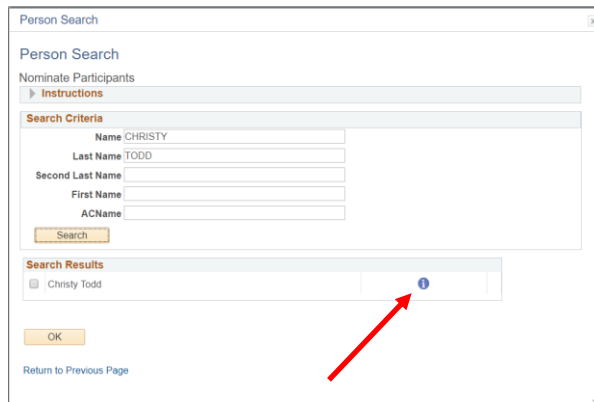 Person Search
Person Search
Nominate Participants
Instructions
Search Criteria
Name CHRISTY
Last Name TODD
Second Last Name
First Name
ACName
Search
Search Results
Christy Todd
OK
Return to Previous Page